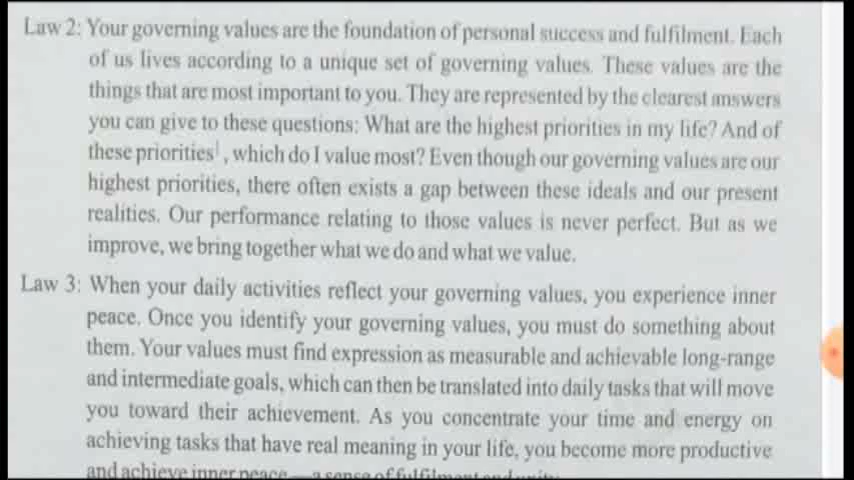 Law 2: Your governing values are the foundation of personal success and fulfilment. Each
of us lives according to a unique set of governing values. These values are the
things that are most important to you. They are represented by the clearest answers
you can give to these questions: What are the highest priorities in my life? And of
these priorities¹, which do I value most? Even though our governing values are our
highest priorities, there often exists a gap between these ideals and our present
realities. Our performance relating to those values is never perfect. But as we
improve, we bring together what we do and what we value.
Law 3: When your daily activities reflect your governing values, you experience inner
peace. Once you identify your governing values, you must do something about
them. Your values must find expression as measurable and achievable long-range
and intermediate goals, which can then be translated into daily tasks that will move
you toward their achievement. As you concentrate your time and energy on
achieving tasks that have real meaning in your life, you become more productive
and achieve inner peace—a sense of fulfilment and unity